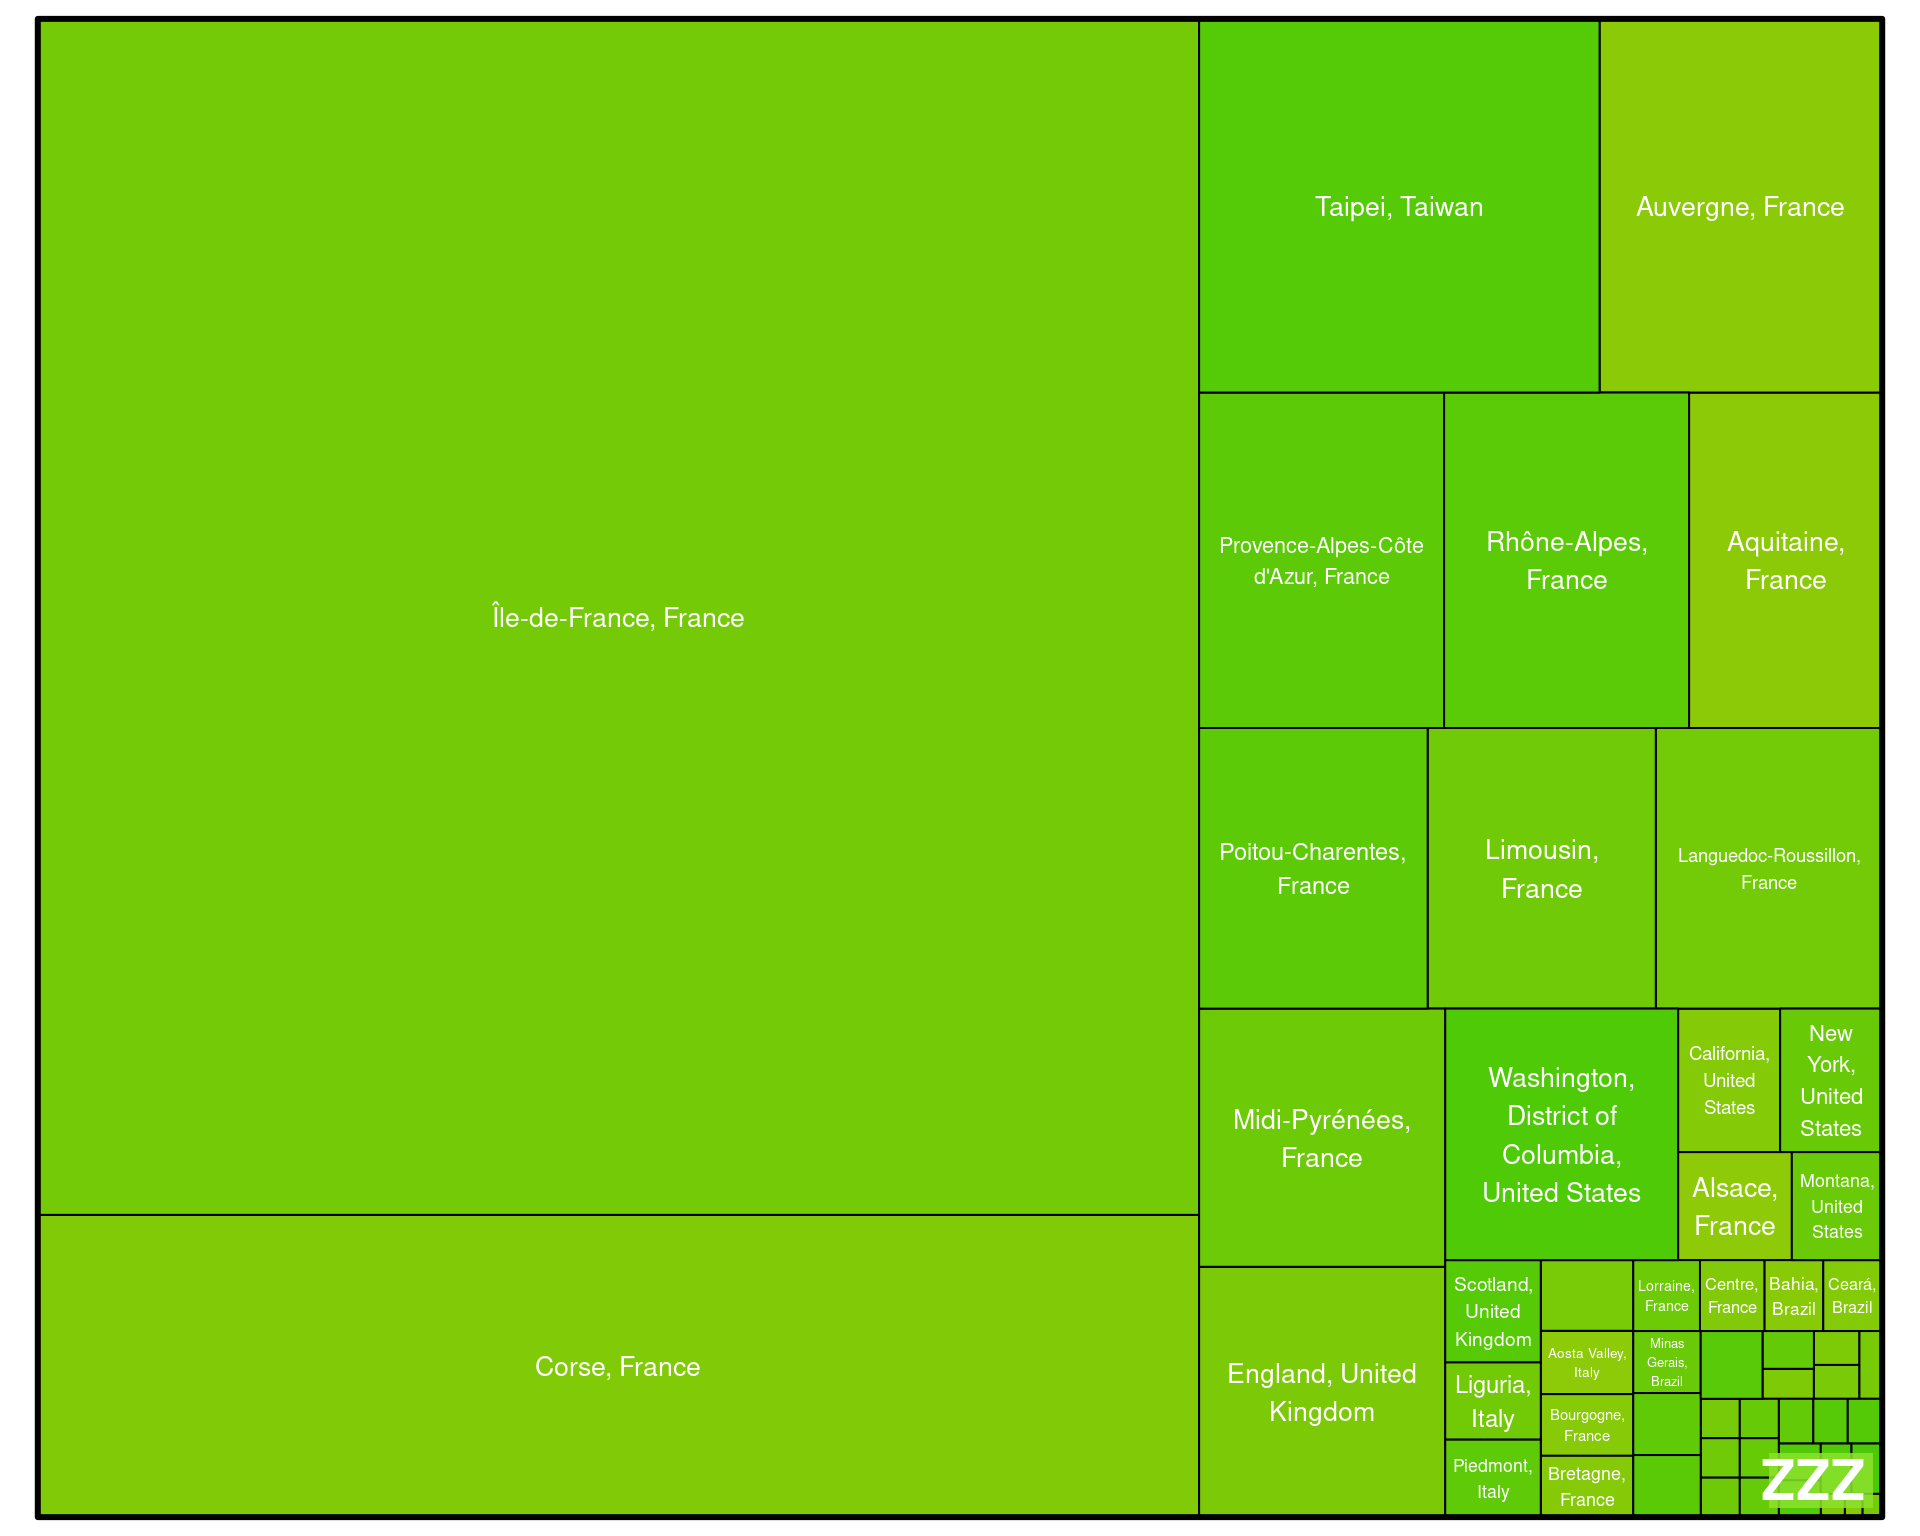 Île-de-France, France
Corse, France
Taipei, Taiwan
Auvergne, France
Provence-Alpes-Côte
d'Azur, France
Rhône-Alpes,
France
Aquitaine,
France
Poitou-Charentes,
France
Limousin,
France
Languedoc-Roussillon,
France
Midi-Pyrénées,
France
England, United
Kingdom
Washington,
District of
Columbia,
United States
California,
United
States
New
York,
United
States
Alsace,
France
Montana,
United
States
Scotland,
United
Kingdom
Liguria,
Italy
Piedmont,
Italy
Aosta Valley,
Italy
Bourgogne,
France
Bretagne,
France
Lorraine,
France
Minas
Gerais,
Brazil
Centre,
France
Bahia,
Brazil
Ceará,
Brazil
ZZZ